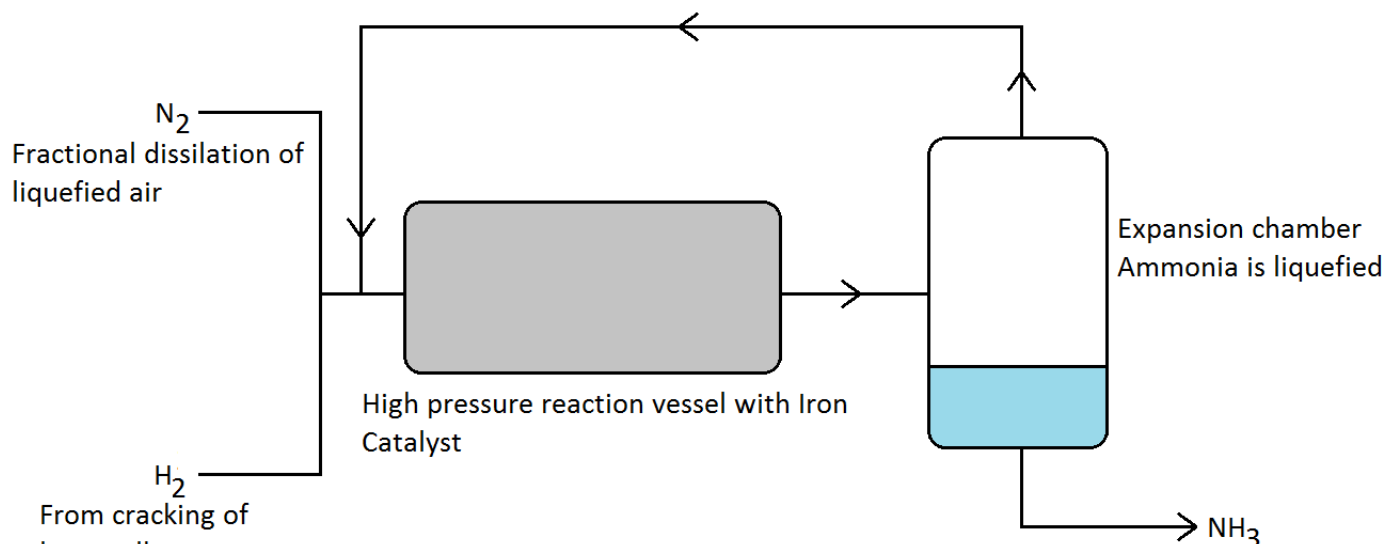 N2
Fractional dissilation of
liquefied air
Expansion chamber
Ammonia is liquefied
High pressure reaction vessel with Iron
Catalyst
H2
From cracking of
NH3